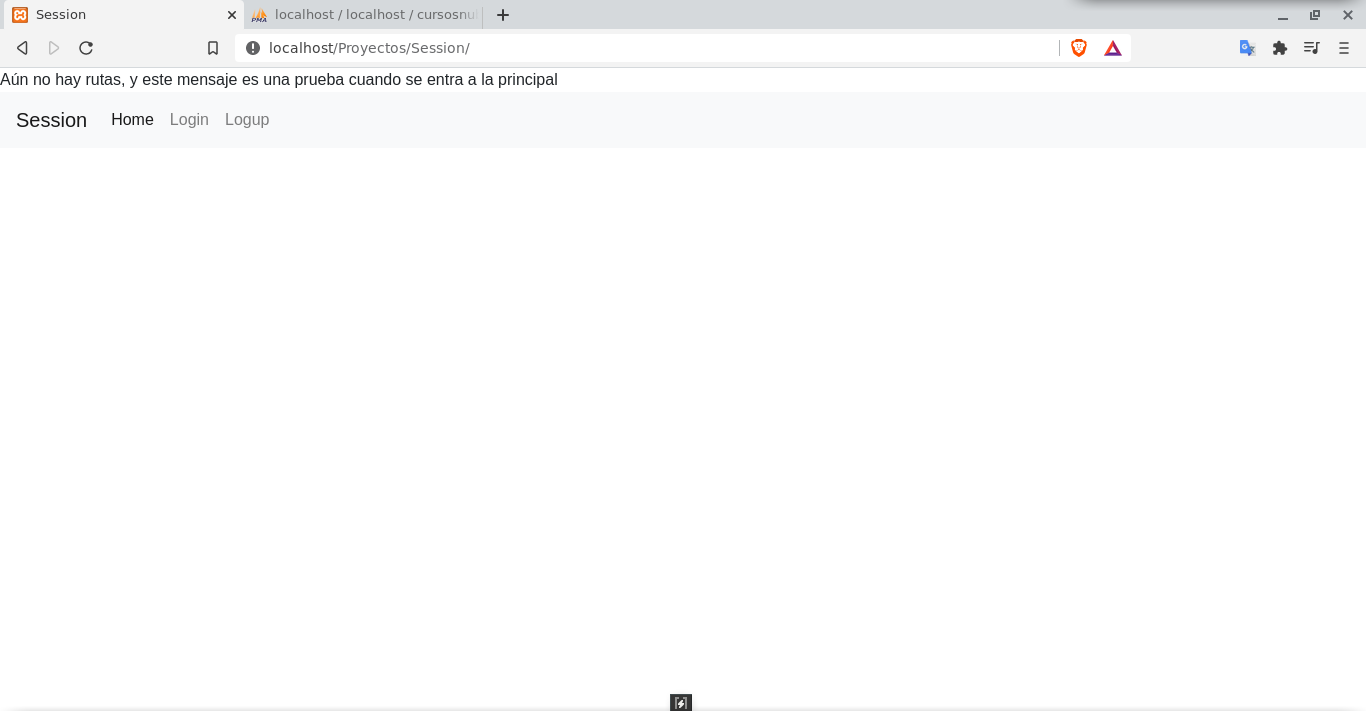 Session
localhost / localhost / cursosnu
localhost/Proyectos/Session/
Aún no hay rutas, y este mensaje es una prueba cuando se entra a la principal
Session Home Login Logup